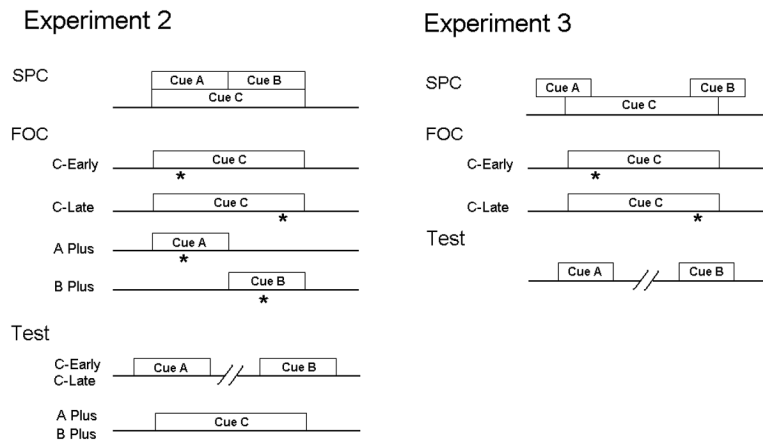 Experiment 2
SPC
Cue A Cue B
Cue C
FOC
C-Early Cue C
*
C-Late Cue C
*
A Plus Cue A
*
B Plus Cue B
*
Test
C-Early
C-Late
Cue A Cue B
A Plus
B Plus
Cue C
Experiment 3
SPC
Cue A Cue B
Cue C
FOC
C-Early Cue C
*
C-Late Cue C
*
Test
Cue A Cue B